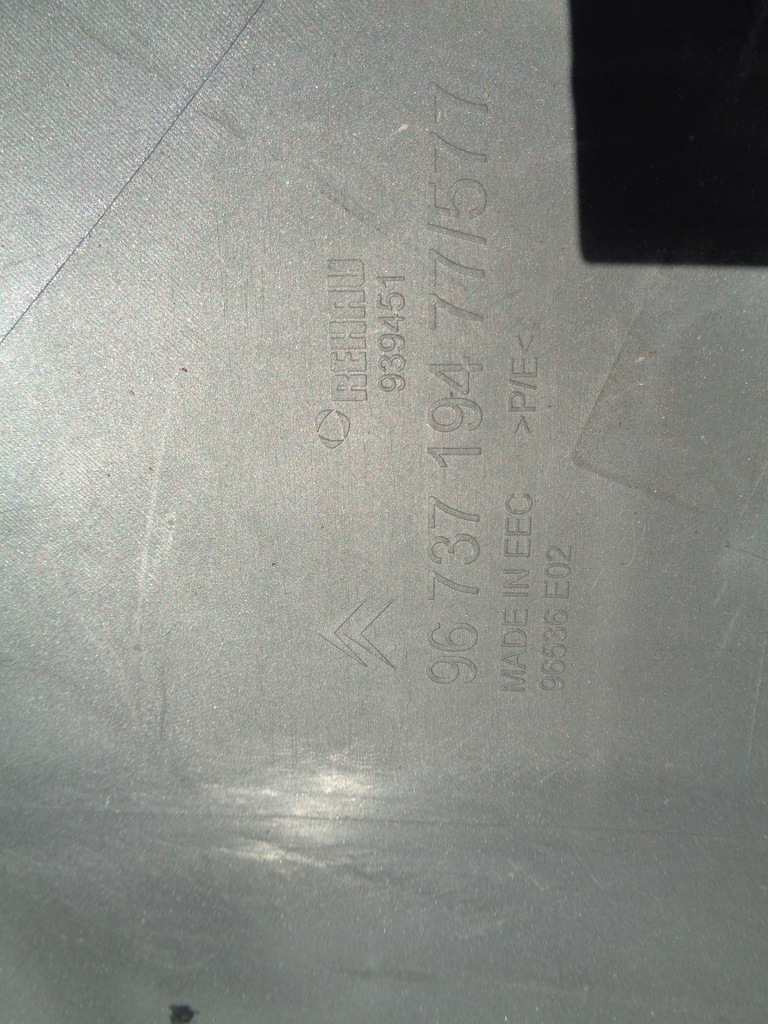 REHAU
939451
96 737 194 77/577
MADE IN EEC >P/E<
96536 E02